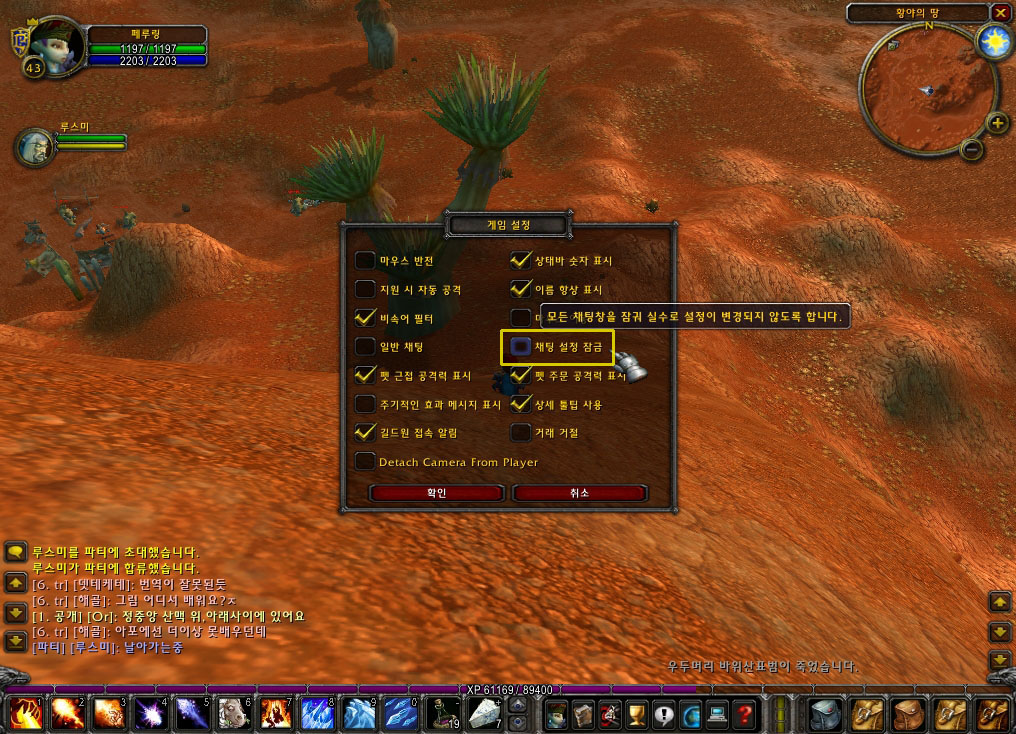 페루링
1197 / 1197
2203 / 2203
43
루스미
황야의 땅
N
게임 설정
마우스 반전
상태바 숫자 표시
지원 시 자동 공격
이름 항상 표시
비속어 필터
모든 채팅창을 잠궈 실수로 설정이 변경되지 않도록 합니다.
일반 채팅
채팅 설정 잠금
펫 근접 공격력 표시
펫 주문 공격력 표시
주기적인 효과 메시지 표시
상세 툴팁 사용
길드원 접속 알림
거래 거절
Detach Camera From Player
확인
취소
루스미를 파티에 초대했습니다.
루스미가 파티에 합류했습니다.
[6. tr] [뎃테케테]: 번역이 잘못된듯
[6. tr] [해골]: 그럼 어디서 배워요?ㅈ
[1. 공개] [Or]: 정중앙 산맥 위.아래사이에 있어요
[6. tr] [해골]: 아포에선 더이상 못배우던데
[파티] [루스미]: 날아가는중
우두머리 바위산표범이 죽었습니다.
XP 61169 / 89400
1 2 3 4 5 6 7 8 9 0
19 7